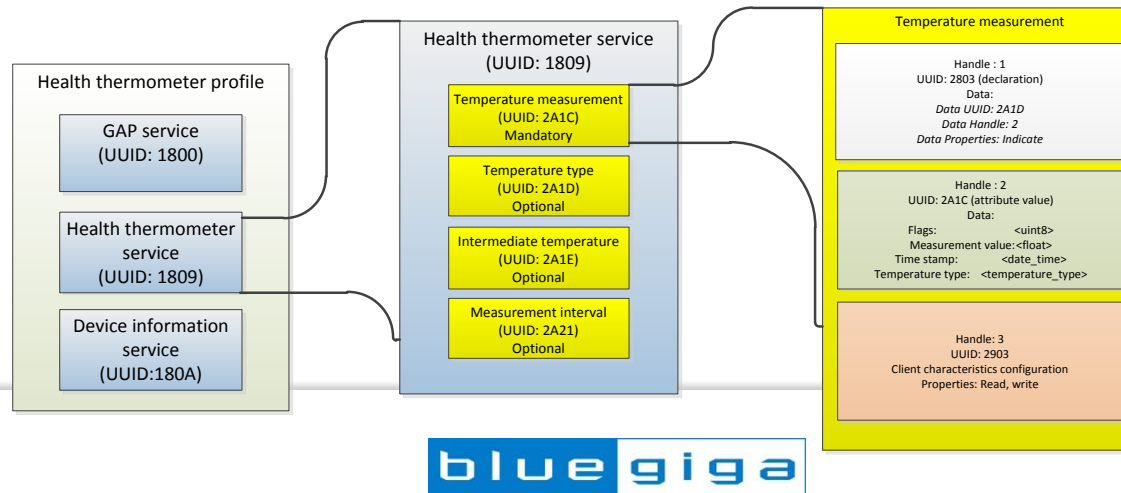 Health thermometer profile
GAP service
(UUID: 1800)
Health thermometer
service
(UUID: 1809)
Device information
service
(UUID:180A)
Health thermometer service
(UUID: 1809)
Temperature measurement
(UUID: 2A1C)
Mandatory
Temperature type
(UUID: 2A1D)
Optional
Intermediate temperature
(UUID: 2A1E)
Optional
Measurement interval
(UUID: 2A21)
Optional
Temperature measurement
Handle : 1
UUID: 2803 (declaration)
Data:
Data UUID: 2A1D
Data Handle: 2
Data Properties: Indicate
Handle : 2
UUID: 2A1C (attribute value)
Data:
Flags: <uint8>
Measurement value:<float>
Time stamp: <date_time>
Temperature type: <temperature_type>
Handle: 3
UUID: 2903
Client characteristics configuration
Properties: Read, write
bluegiga